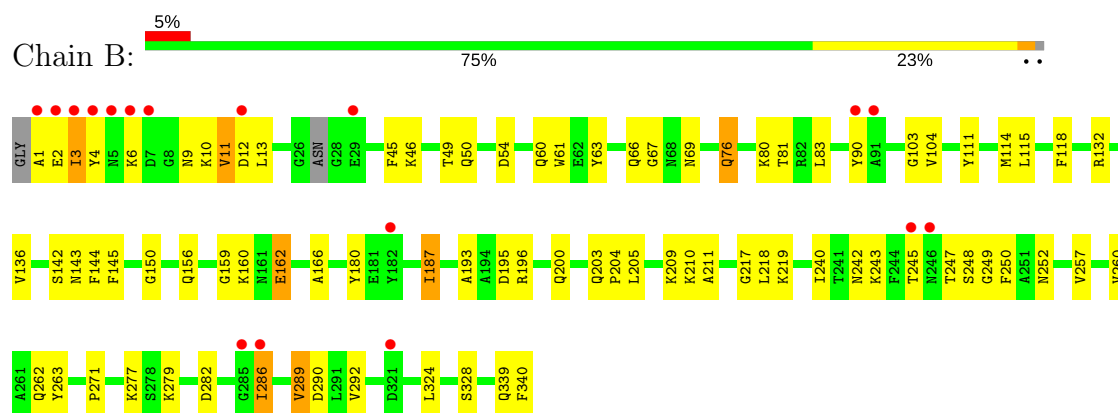 5%
Chain B:
75% 23% . .
GLY A1 E2 I3 Y4 N5 K6 D7 G8 N9 K10 V11 D12 L13 G26 ASN G28 E29 F45 K46 T49 Q50 D54 Q60 W61 E62 Y63 Q66 G67 N68 N69 Q76 K80 T81 R82 L83 Y90 A91 G103 V104 Y111 M114 L115 F118 R132
V136 S142 N143 F144 F145 G150 Q156 G159 K160 N161 E162 A166 Y180 E181 Y182 I187 A193 A194 D195 R196 Q200 Q203 P204 L205 K209 K210 A211 G217 L218 K219 I240 T241 N242 K243 F244 T245 N246 T247 S248 G249 F250 A251 N252 V257 V260
A261 Q262 Y263 P271 K277 S278 K279 D282 G285 I286 V289 D290 L291 V292 D321 L324 S328 Q339 F340